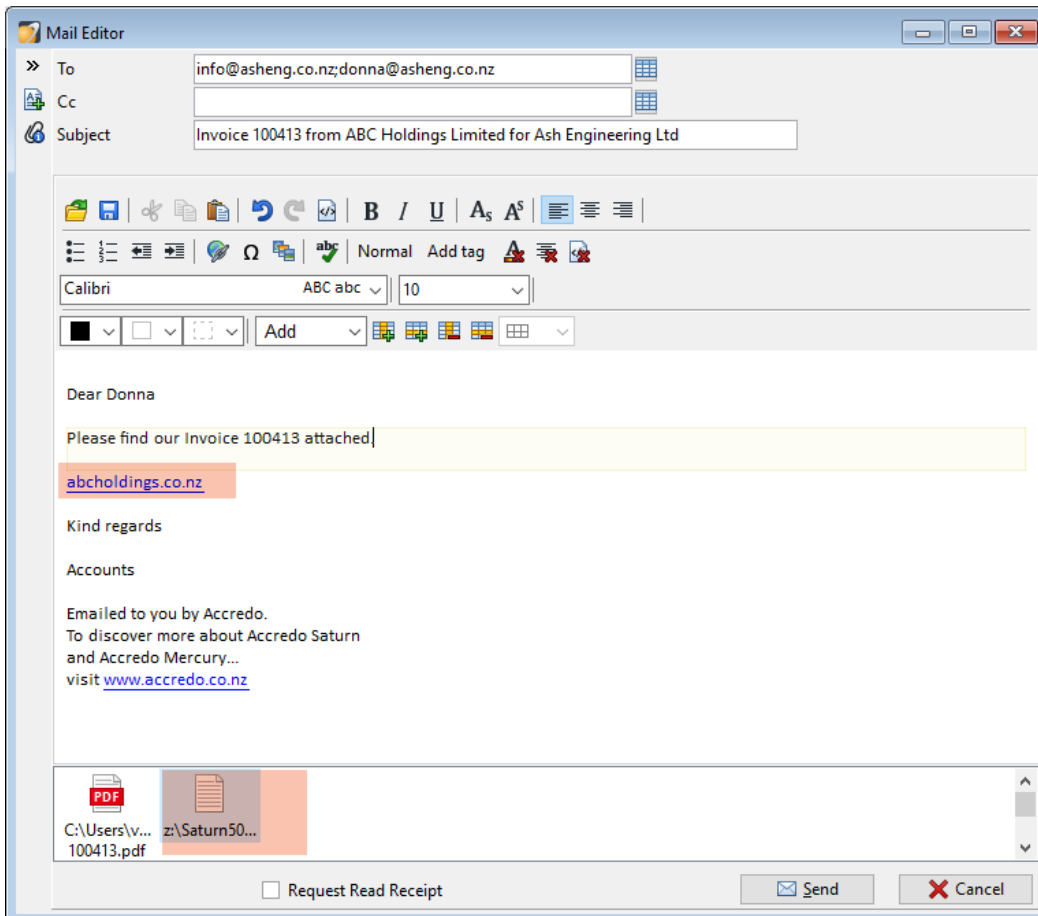 Mail Editor
To
info@asheng.co.nz;donna@asheng.co.nz
Cc
Subject
Invoice 100413 from ABC Holdings Limited for Ash Engineering Ltd
B I U As As
Ω abc Normal Add tag A
Calibri ABC abc 10
Add
Dear Donna
Please find our Invoice 100413 attached.
abcholdings.co.nz
Kind regards
Accounts
Emailed to you by Accredo.
To discover more about Accredo Saturn
and Accredo Mercury...
visit www.accredo.co.nz
PDF
C:\Users\v... z:\Saturn50...
100413.pdf
Request Read Receipt
Send
Cancel